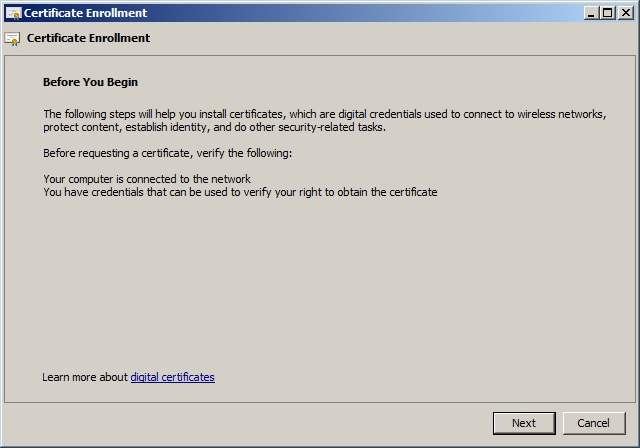 Certificate Enrollment
Certificate Enrollment
Before You Begin
The following steps will help you install certificates, which are digital credentials used to connect to wireless networks,
protect content, establish identity, and do other security-related tasks.
Before requesting a certificate, verify the following:
Your computer is connected to the network
You have credentials that can be used to verify your right to obtain the certificate
Learn more about digital certificates
Next Cancel